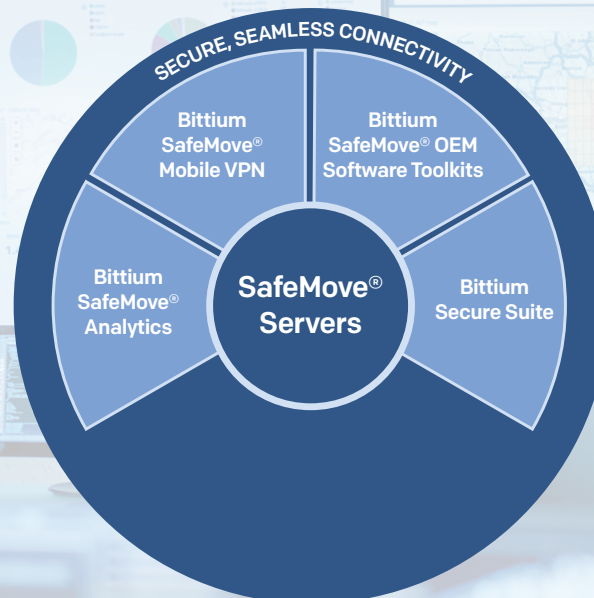 SECURE, SEAMLESS CONNECTIVITY
Bittium
SafeMove®
Mobile VPN
Bittium
SafeMove® OEM
Software Toolkits
Bittium
SafeMove®
Analytics
SafeMove®
Servers
Bittium
Secure Suite